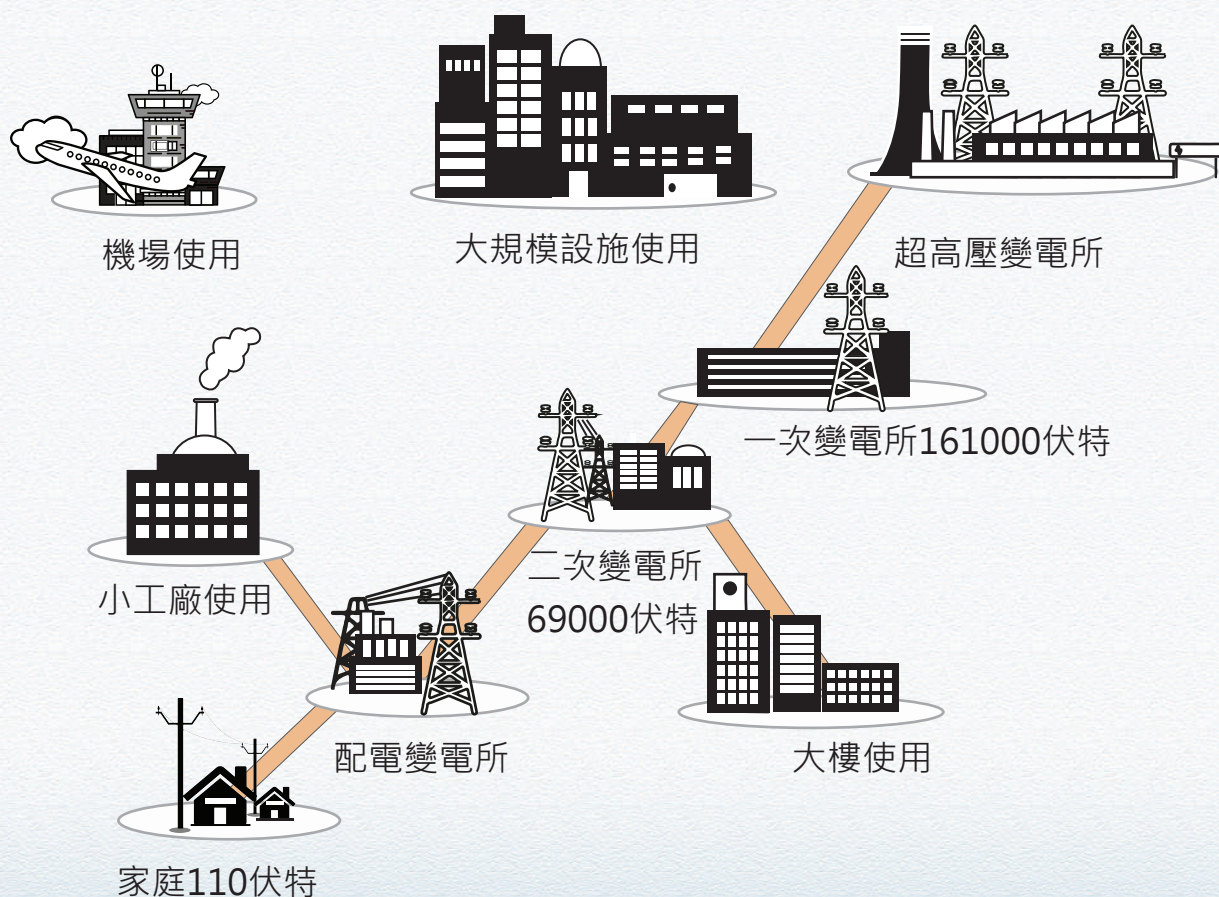 機場使用
大規模設施使用
超高壓變電所
一次變電所161000伏特
二次變電所
69000伏特
小工廠使用
配電變電所
大樓使用
家庭110伏特